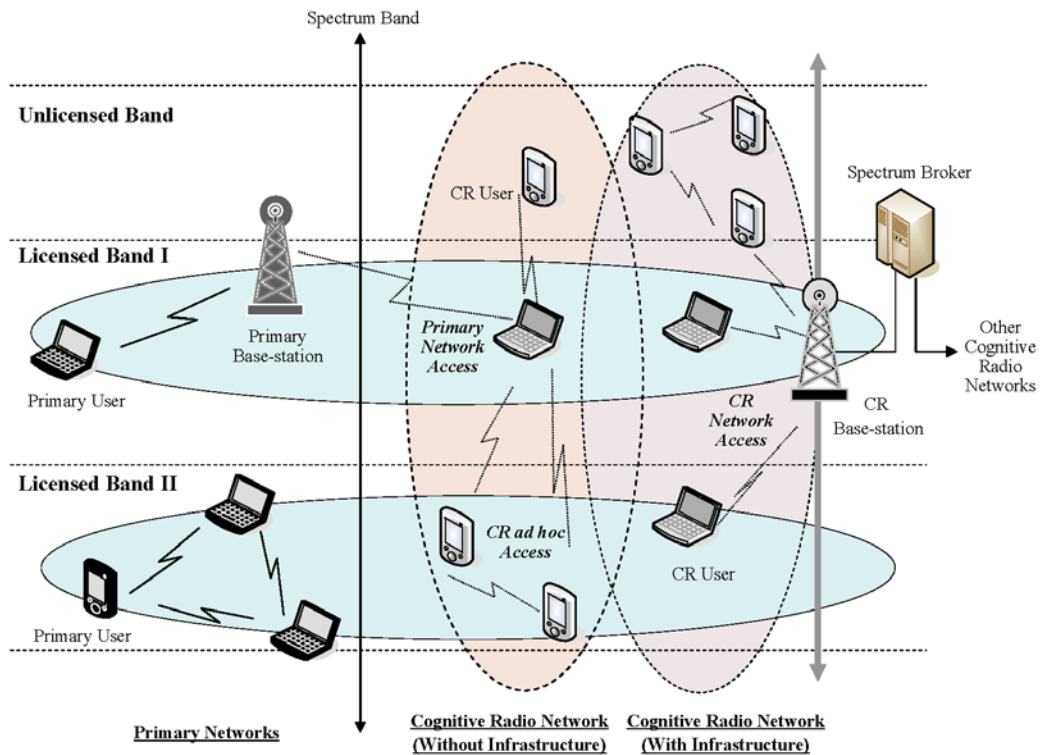 Spectrum Band
Unlicensed Band
CR User
Spectrum Broker
Licensed Band I
Primary
Base-station
Primary
Network
Access
Primary User
Other
Cognitive
Radio
Networks
CR
Network
Access
CR
Base-station
Licensed Band II
CR ad hoc
Access
CR User
Primary User
Primary Networks
Cognitive Radio Network
(Without Infrastructure)
Cognitive Radio Network
(With Infrastructure)